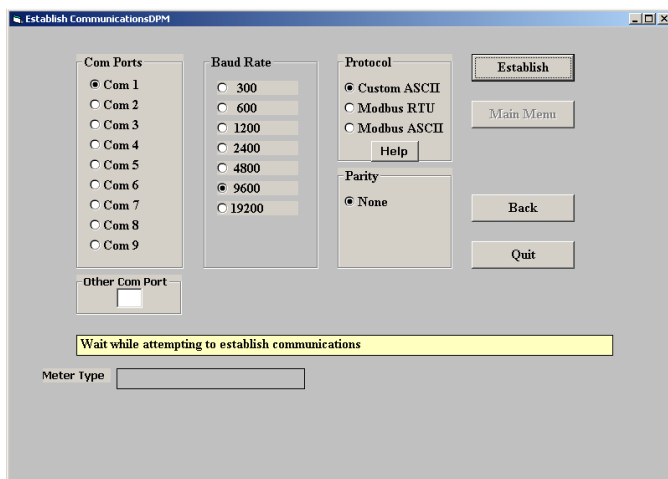 Establish CommunicationsDPM
Com Ports
Com 1
Com 2
Com 3
Com 4
Com 5
Com 6
Com 7
Com 8
Com 9
Other Com Port
Baud Rate
300
600
1200
2400
4800
9600
19200
Protocol
Custom ASCII
Modbus RTU
Modbus ASCII
Help
Parity
None
Establish
Main Menu
Back
Quit
Wait while attempting to establish communications
Meter Type